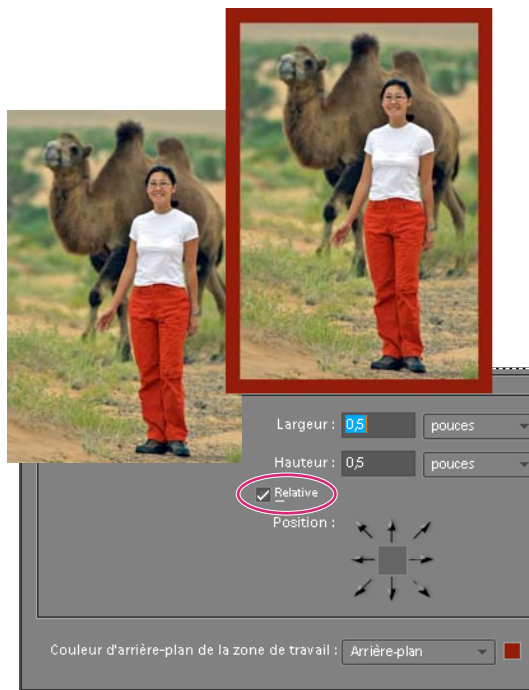 Largeur : 0,5 pouces
Hauteur : 0,5 pouces
Relative
Position :
Couleur d'arrière-plan de la zone de travail : Arrière-plan